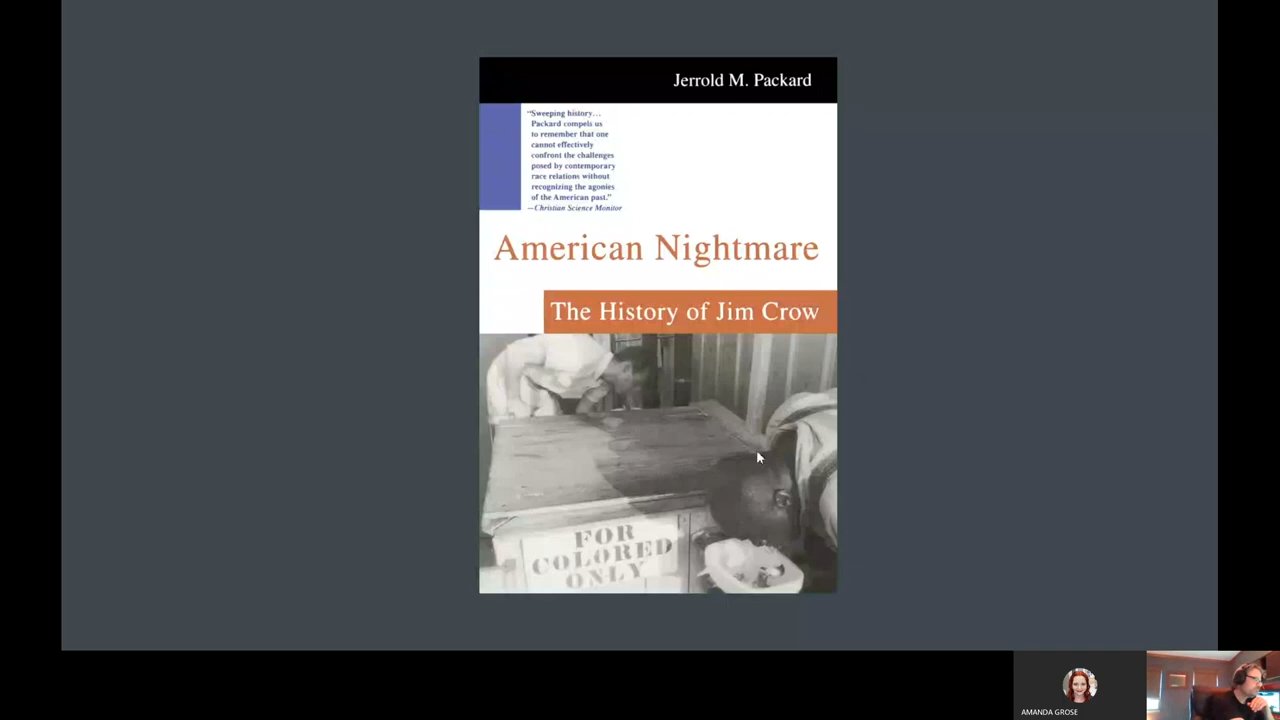 Jerrold M. Packard
"Sweeping history...
Packard compels us
to remember that one
cannot effectively
confront the challenges
posed by contemporary
race relations without
recognizing the agonies
of the American past."
—Christian Science Monitor
American Nightmare
The History of Jim Crow
FOR
COLORED
ONLY
AMANDA GROSE